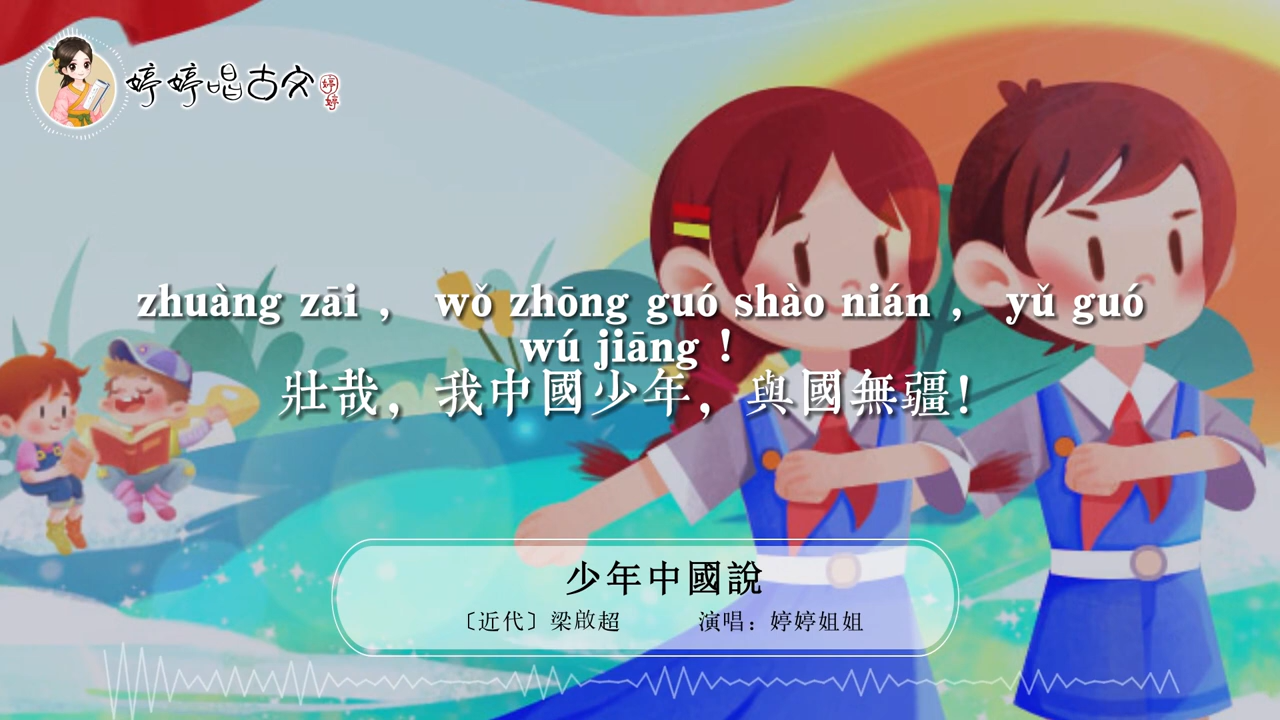 婷婷唱古文
婷婷
zhuàng zāi , wǒ zhōng guó shào nián , yǔ guó
wú jiāng !
壯哉，我中國少年，與國無疆！
少年中國說
〔近代〕梁啟超 演唱：婷婷姐姐